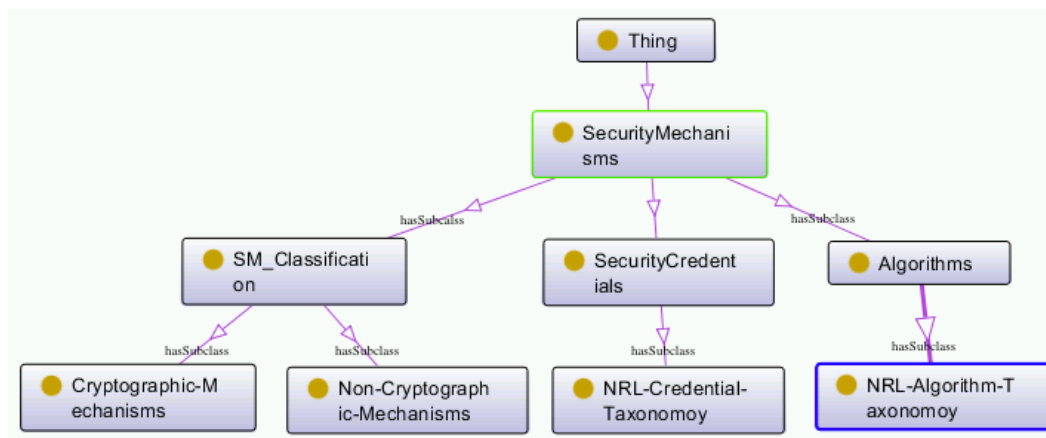 Thing
SecurityMechani
sms
hasSubcalss
hasSubclass
SM_Classificati
on
SecurityCredent
ials
Algorithms
hasSubclass
hasSubclass
hasSubclass
hasSubclass
Cryptographic-M
echanisms
Non-Cryptograph
ic-Mechanisms
NRL-Credential-
Taxonomoy
NRL-Algorithm-T
axonomoy